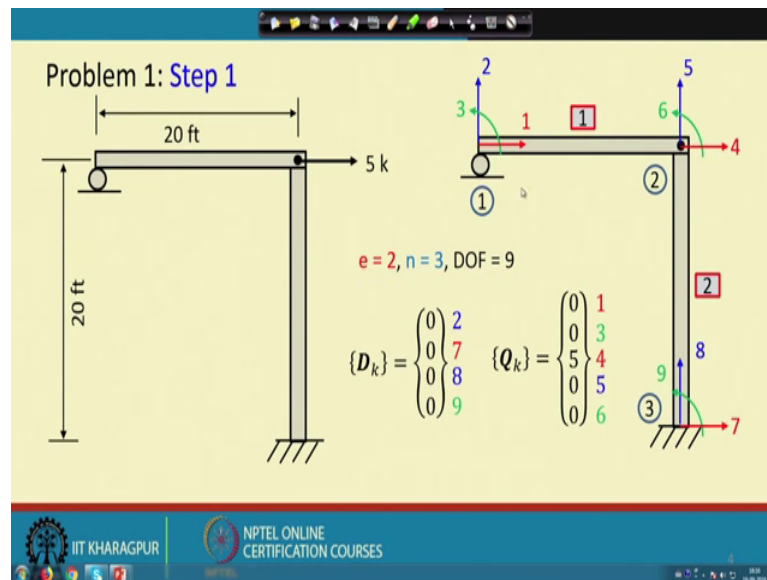 Problem 1: Step 1
20 ft
5 k
20 ft
2
3
1
1
1
5
6
4
2
2
8
9
3
7
e = 2, n = 3, DOF = 9
{D_k} =
0 2
0 7
0 8
0 9
{Q_k} =
0 1
0 3
5 4
0 5
0 6
IIT KHARAGPUR
NPTEL ONLINE
CERTIFICATION COURSES
4